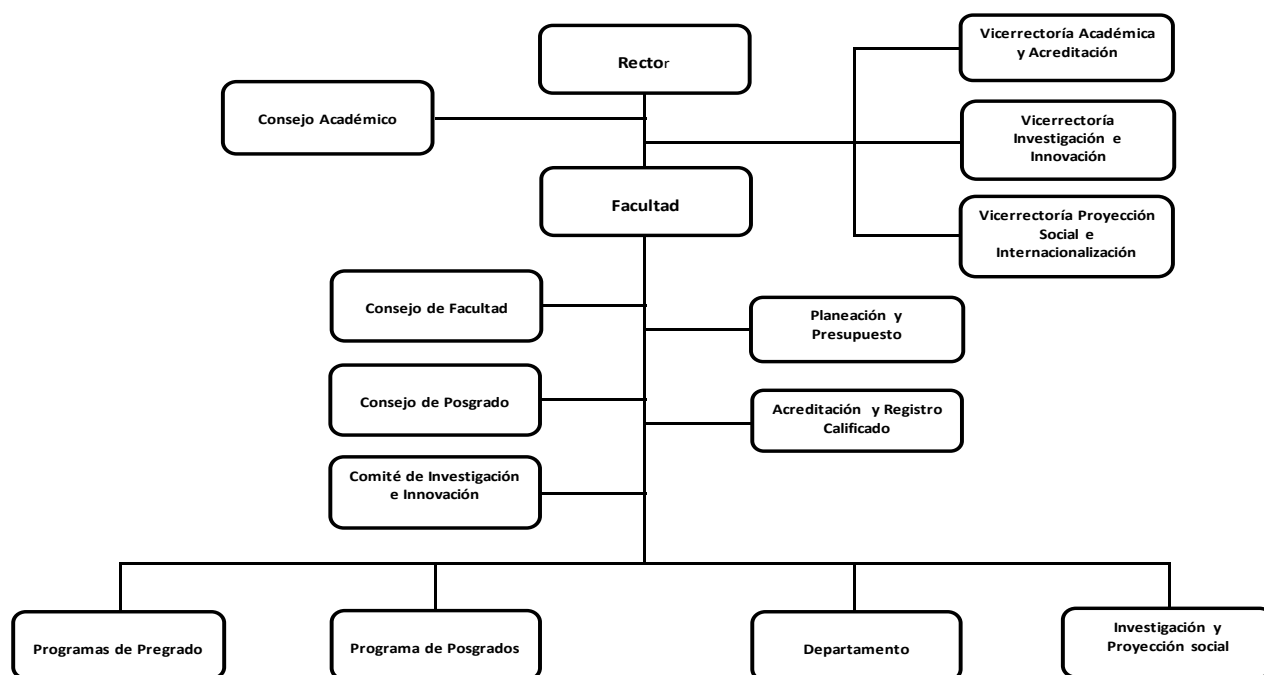 Rector
Vicerrectoría Académica
y Acreditación
Consejo Académico
Vicerrectoría
Investigación e
Innovación
Facultad
Vicerrectoría Proyección
Social e
Internacionalización
Consejo de Facultad
Planeación y
Presupuesto
Consejo de Posgrado
Acreditación y Registro
Calificado
Comité de Investigación
e Innovación
Programas de Pregrado
Programa de Posgrados
Departamento
Investigación y
Proyección social